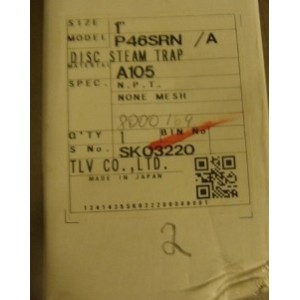 SIZE 1"
MODEL P46SRN /A
DISC STEAM TRAP
MATERIAL A105
SPEC. N.P.T.
NONE MESH
Q'TY 1 BIN No.
S No. SK03220
TLV CO., LTD.
MADE IN JAPAN
2